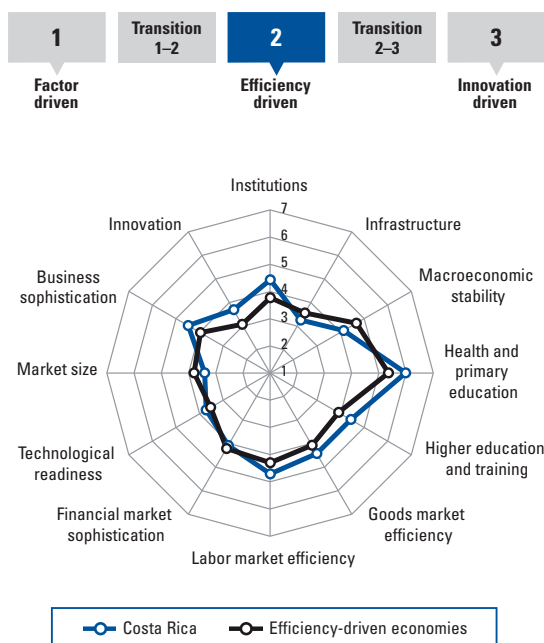 1
Transition
1–2
2
Transition
2–3
3
Factor
driven
Efficiency
driven
Innovation
driven
Institutions
7
6
5
4
3
2
1
Infrastructure
Macroeconomic
stability
Health and
primary
education
Higher education
and training
Goods market
efficiency
Labor market efficiency
Financial market
sophistication
Technological
readiness
Market size
Business
sophistication
Innovation
Costa Rica
Efficiency-driven economies